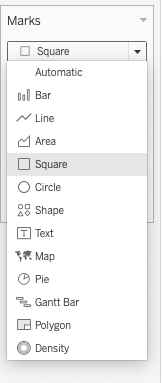 Marks
Square
Automatic
Bar
Line
Area
Square
Circle
Shape
T Text
Map
Pie
Gantt Bar
Polygon
Density